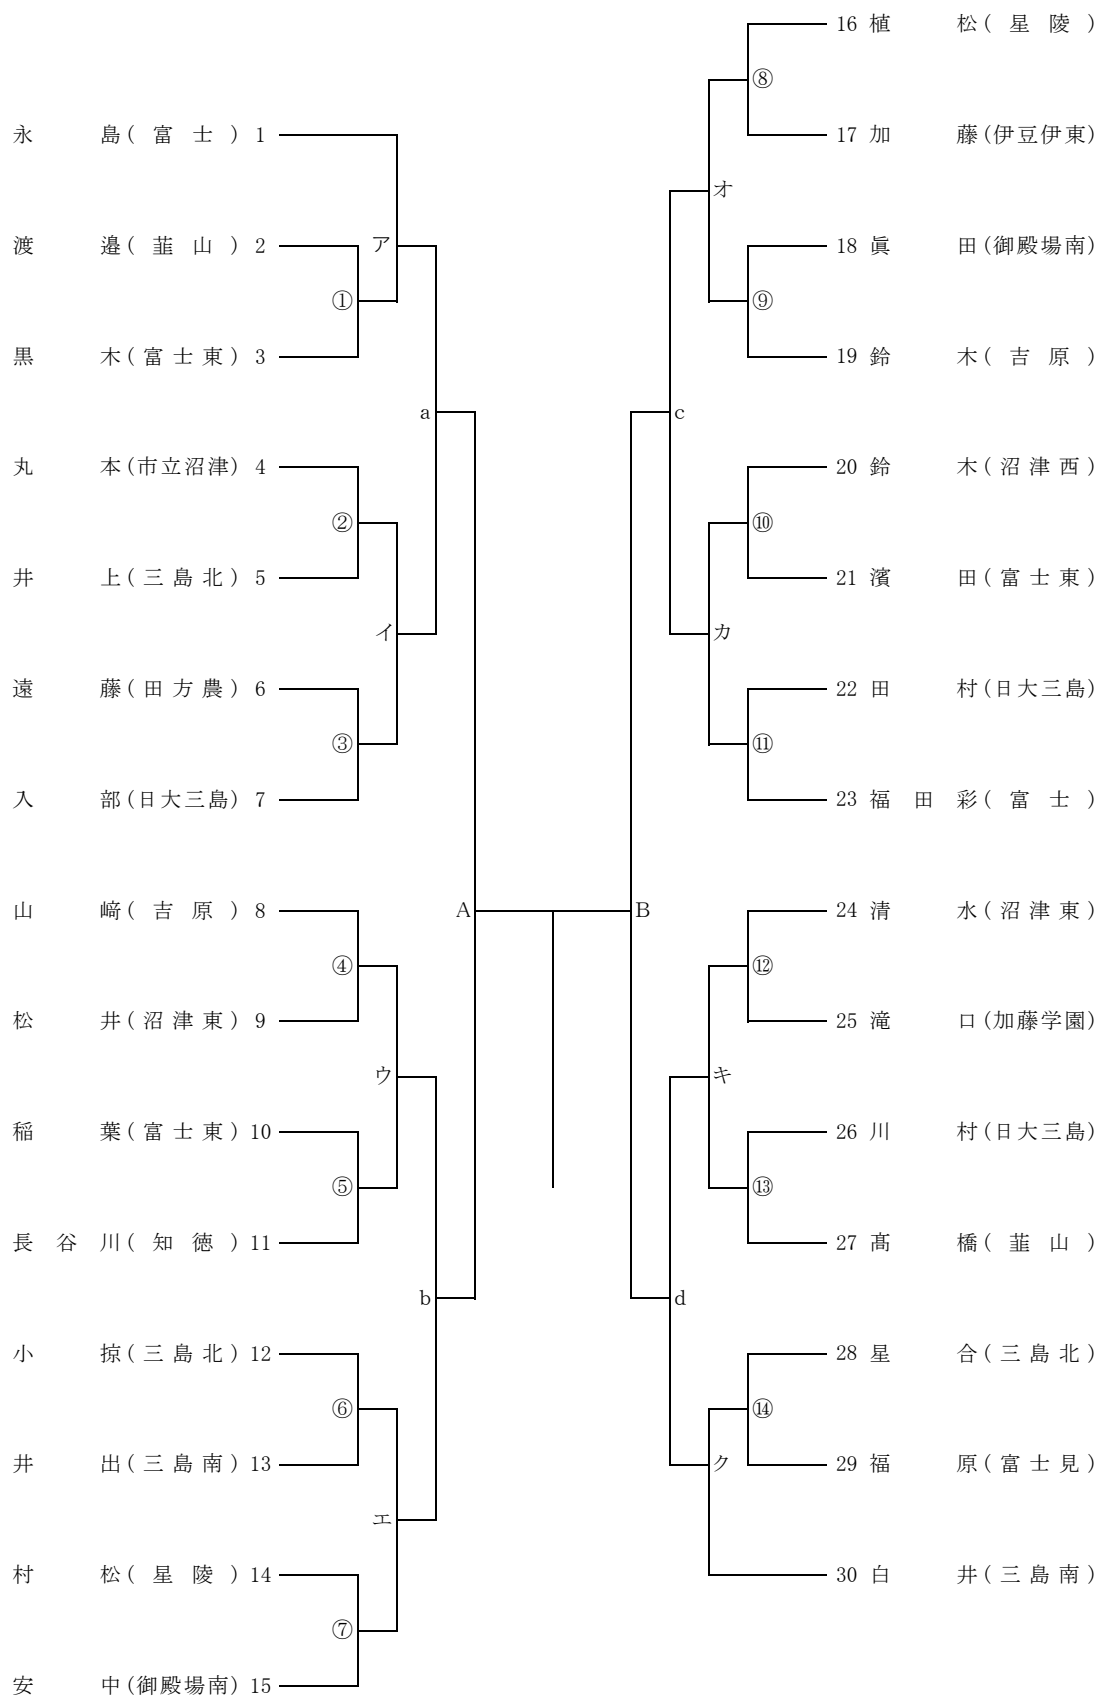 永島(富士) 1
渡邉(韮山) 2
ア
①
黒木(富士東) 3
a
丸本(市立沼津) 4
②
井上(三島北) 5
イ
遠藤(田方農) 6
③
入部(日大三島) 7
山﨑(吉原) 8
A
④
松井(沼津東) 9
ウ
稲葉(富士東) 10
⑤
長谷川(知徳) 11
b
小掠(三島北) 12
⑥
井出(三島南) 13
エ
村松(星陵) 14
⑦
安中(御殿場南) 15
16 植松(星陵)
⑧
17 加藤(伊豆伊東)
オ
18 眞田(御殿場南)
⑨
19 鈴木(吉原)
c
20 鈴木(沼津西)
⑩
21 濱田(富士東)
カ
22 田村(日大三島)
⑪
23 福田彩(富士)
B
24 清水(沼津東)
⑫
25 滝口(加藤学園)
キ
26 川村(日大三島)
⑬
27 髙橋(韮山)
d
28 星合(三島北)
⑭
29 福原(富士見)
ク
30 白井(三島南)